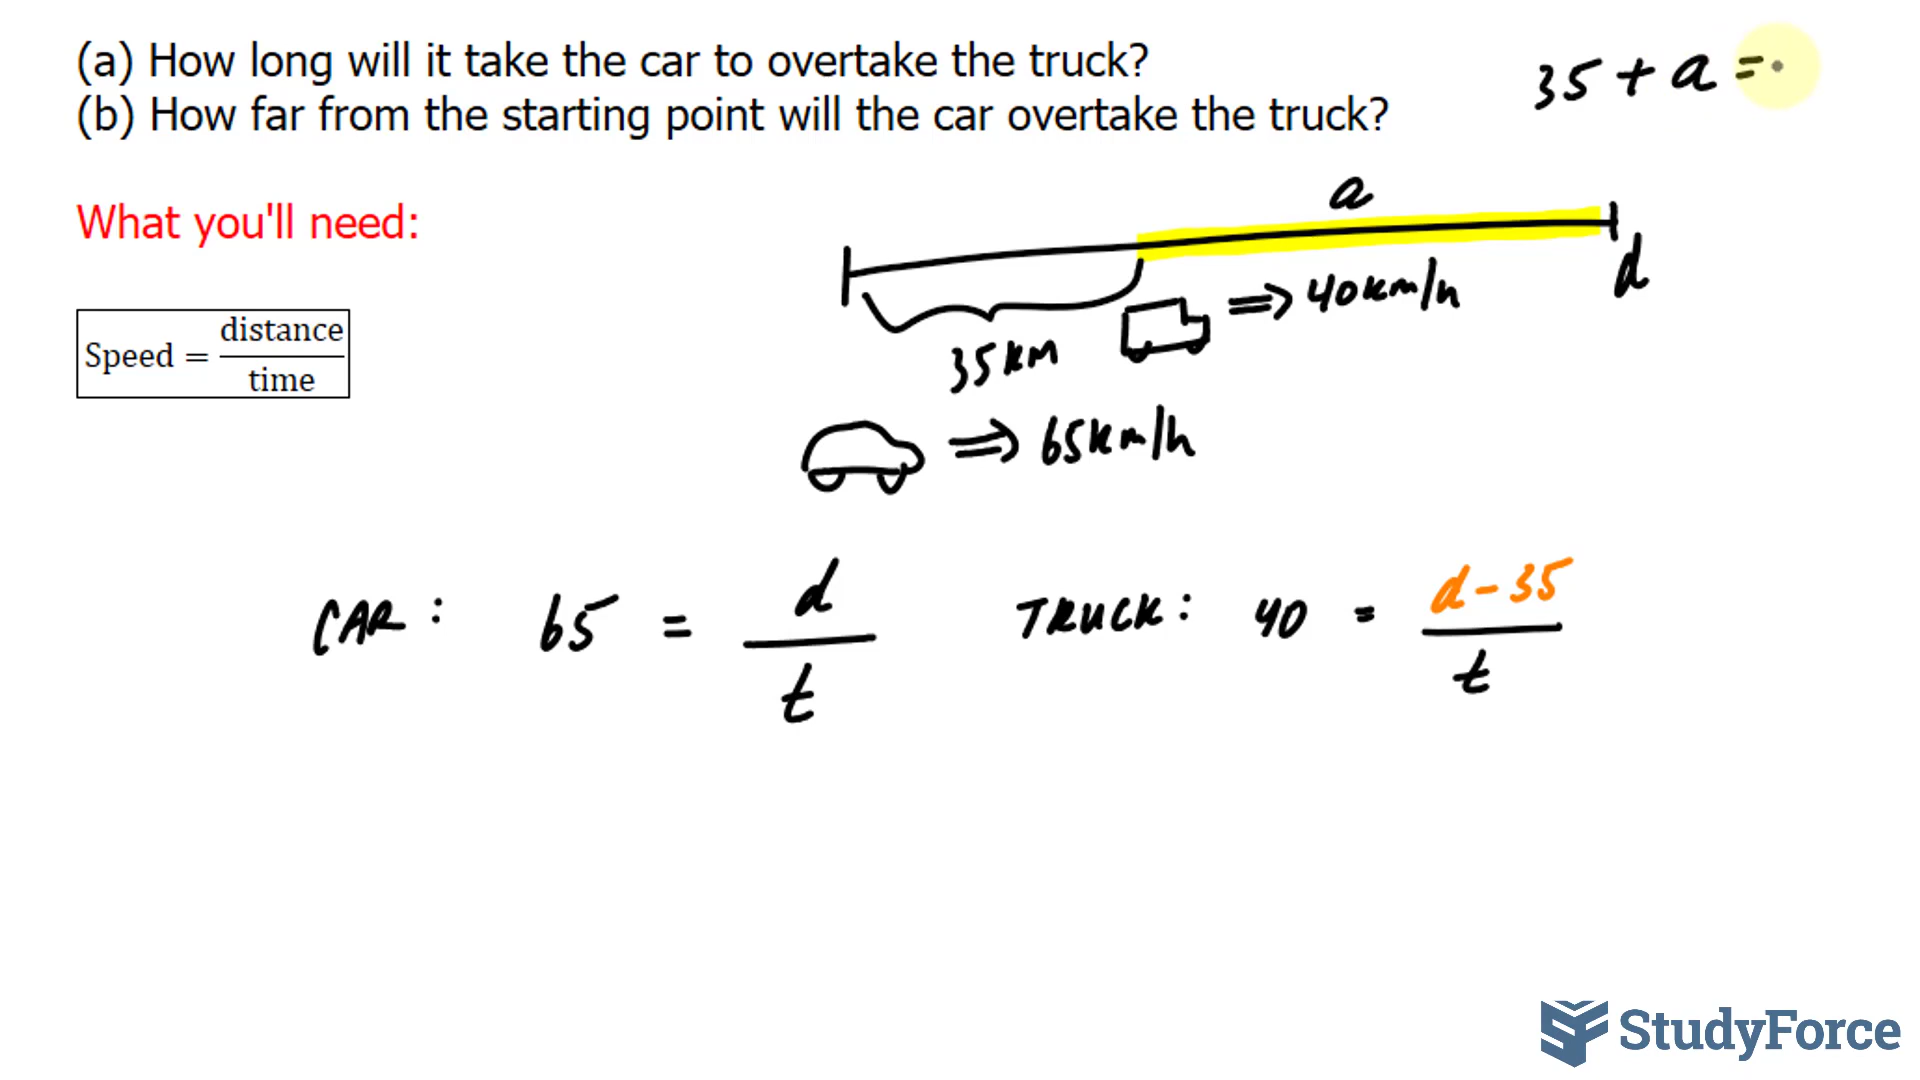 (a) How long will it take the car to overtake the truck?
35 + a =
(b) How far from the starting point will the car overtake the truck?
a
What you'll need:
d
⇒ 40km/h
35km
Speed = distance/time
⇒ 65km/h
CAR: 65 = d/t
TRUCK: 40 = d-35/t
StudyForce